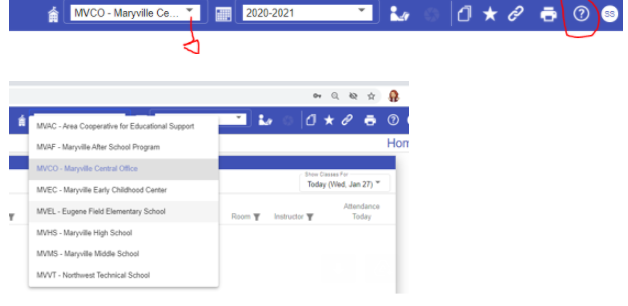 MVCO - Maryville Ce...
2020-2021
?
SS
MVAC - Area Cooperative for Educational Support
MVAF - Maryville After School Program
MVCO - Maryville Central Office
MVEC - Maryville Early Childhood Center
MVEL - Eugene Field Elementary School
MVHS - Maryville High School
MVMS - Maryville Middle School
MVVT - Northwest Technical School
?
Hom
Show Classes For
Today (Wed, Jan 27)
Room
Instructor
Attendance
Today